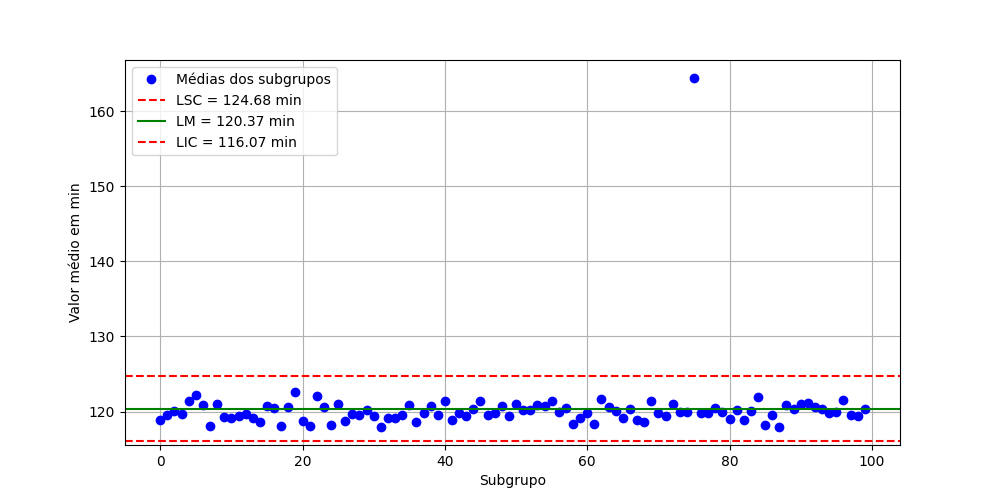 Médias dos subgrupos
LSC = 124.68 min
LM = 120.37 min
LIC = 116.07 min
160
150
140
130
120
Valor médio em min
0 20 40 60 80 100
Subgrupo